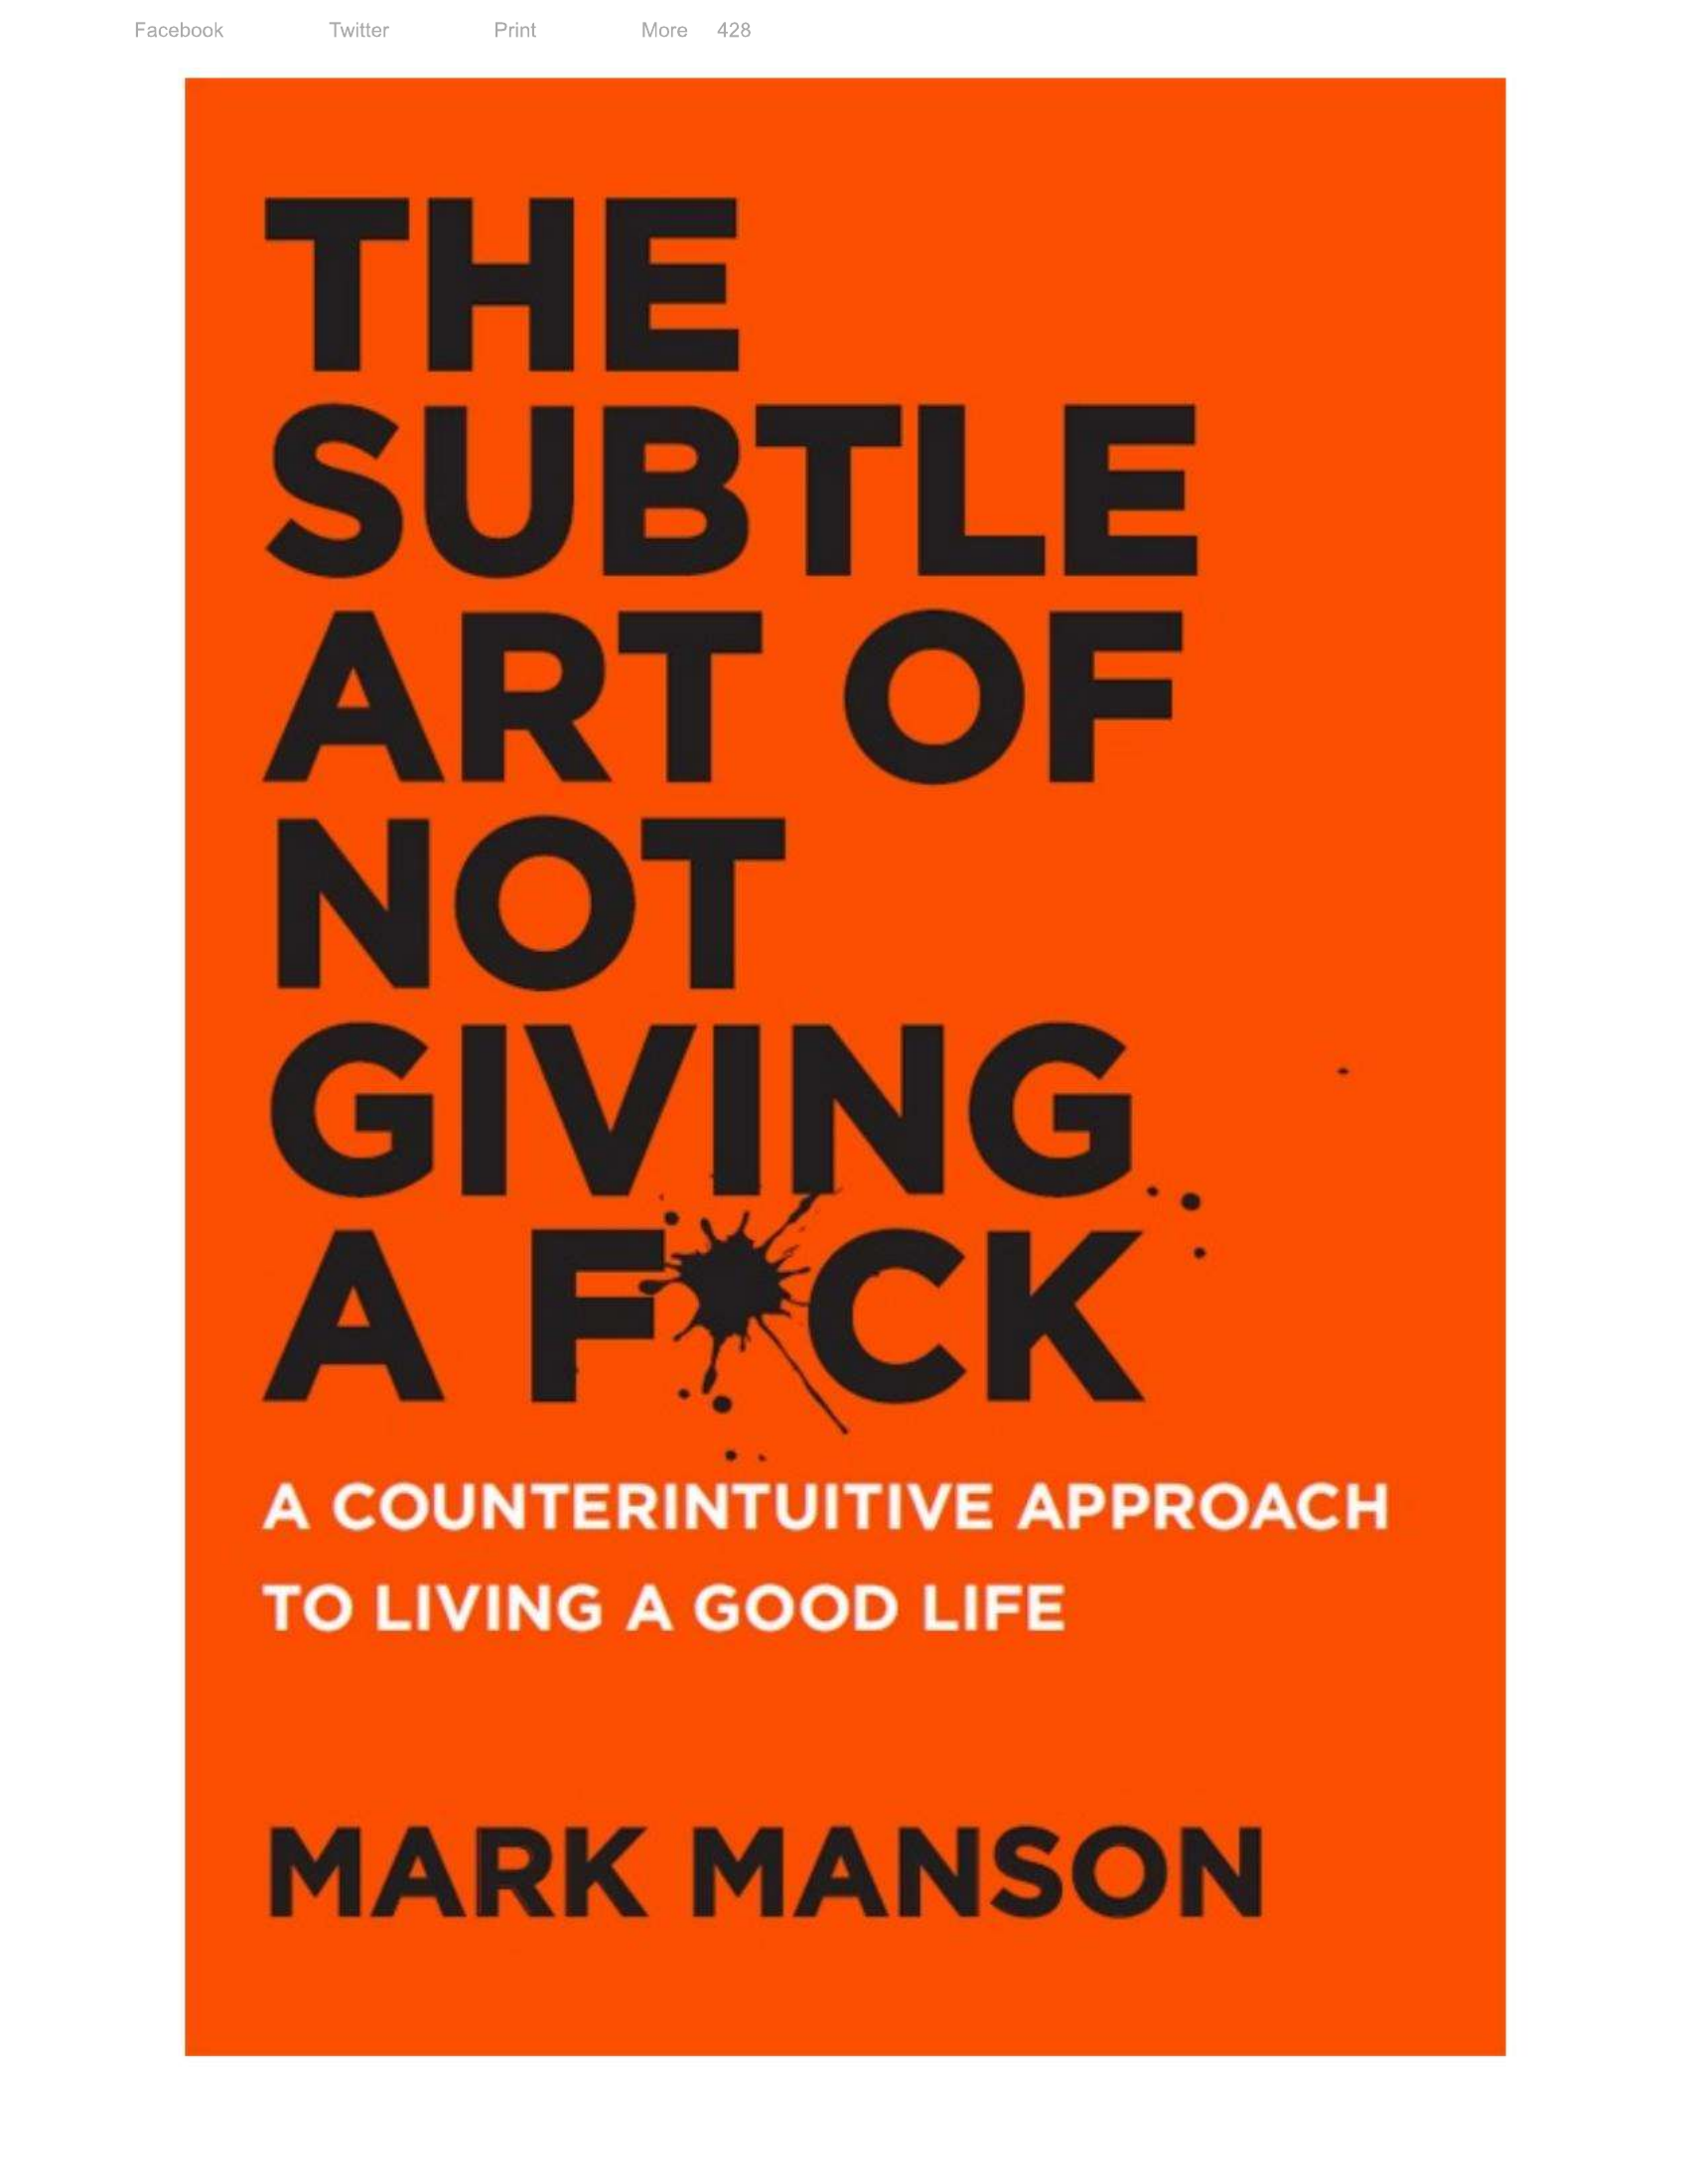 Facebook Twitter Print More 428
THE
SUBTLE
ART OF
NOT
GIVING
A F*CK
A COUNTERINTUITIVE APPROACH
TO LIVING A GOOD LIFE
MARK MANSON